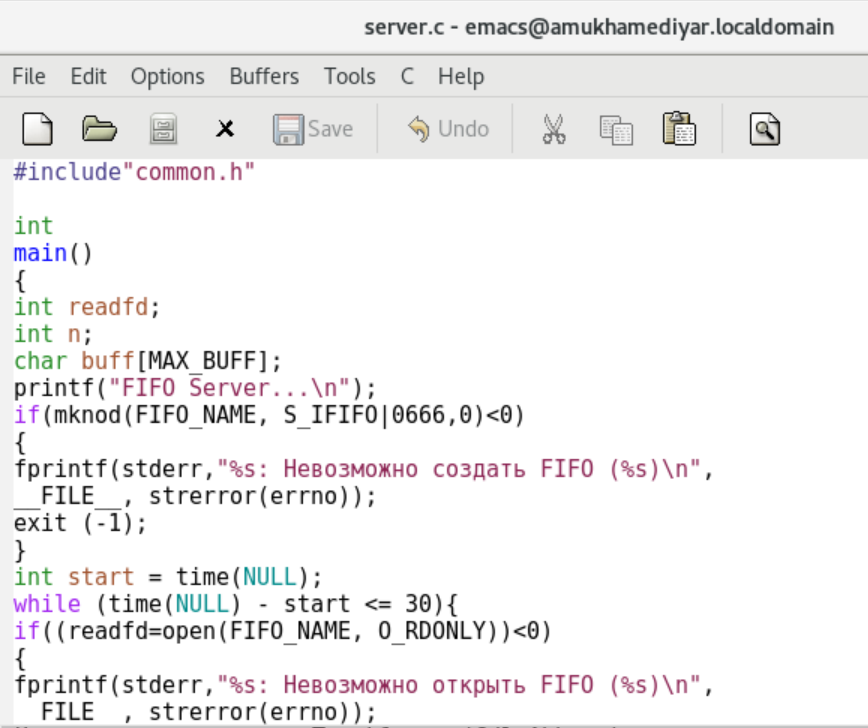 server.c - emacs@amukhamediyar.localdomain
File Edit Options Buffers Tools C Help
Save Undo
#include"common.h"
int
main()
{
int readfd;
int n;
char buff[MAX_BUFF];
printf("FIFO Server...\n");
if(mknod(FIFO_NAME, S_IFIFO|0666,0)<0)
{
fprintf(stderr,"%s: Невозможно создать FIFO (%s)\n",
__FILE__, strerror(errno));
exit (-1);
}
int start = time(NULL);
while (time(NULL) - start <= 30){
if((readfd=open(FIFO_NAME, O_RDONLY))<0)
{
fprintf(stderr,"%s: Невозможно открыть FIFO (%s)\n",
__FILE__, strerror(errno));